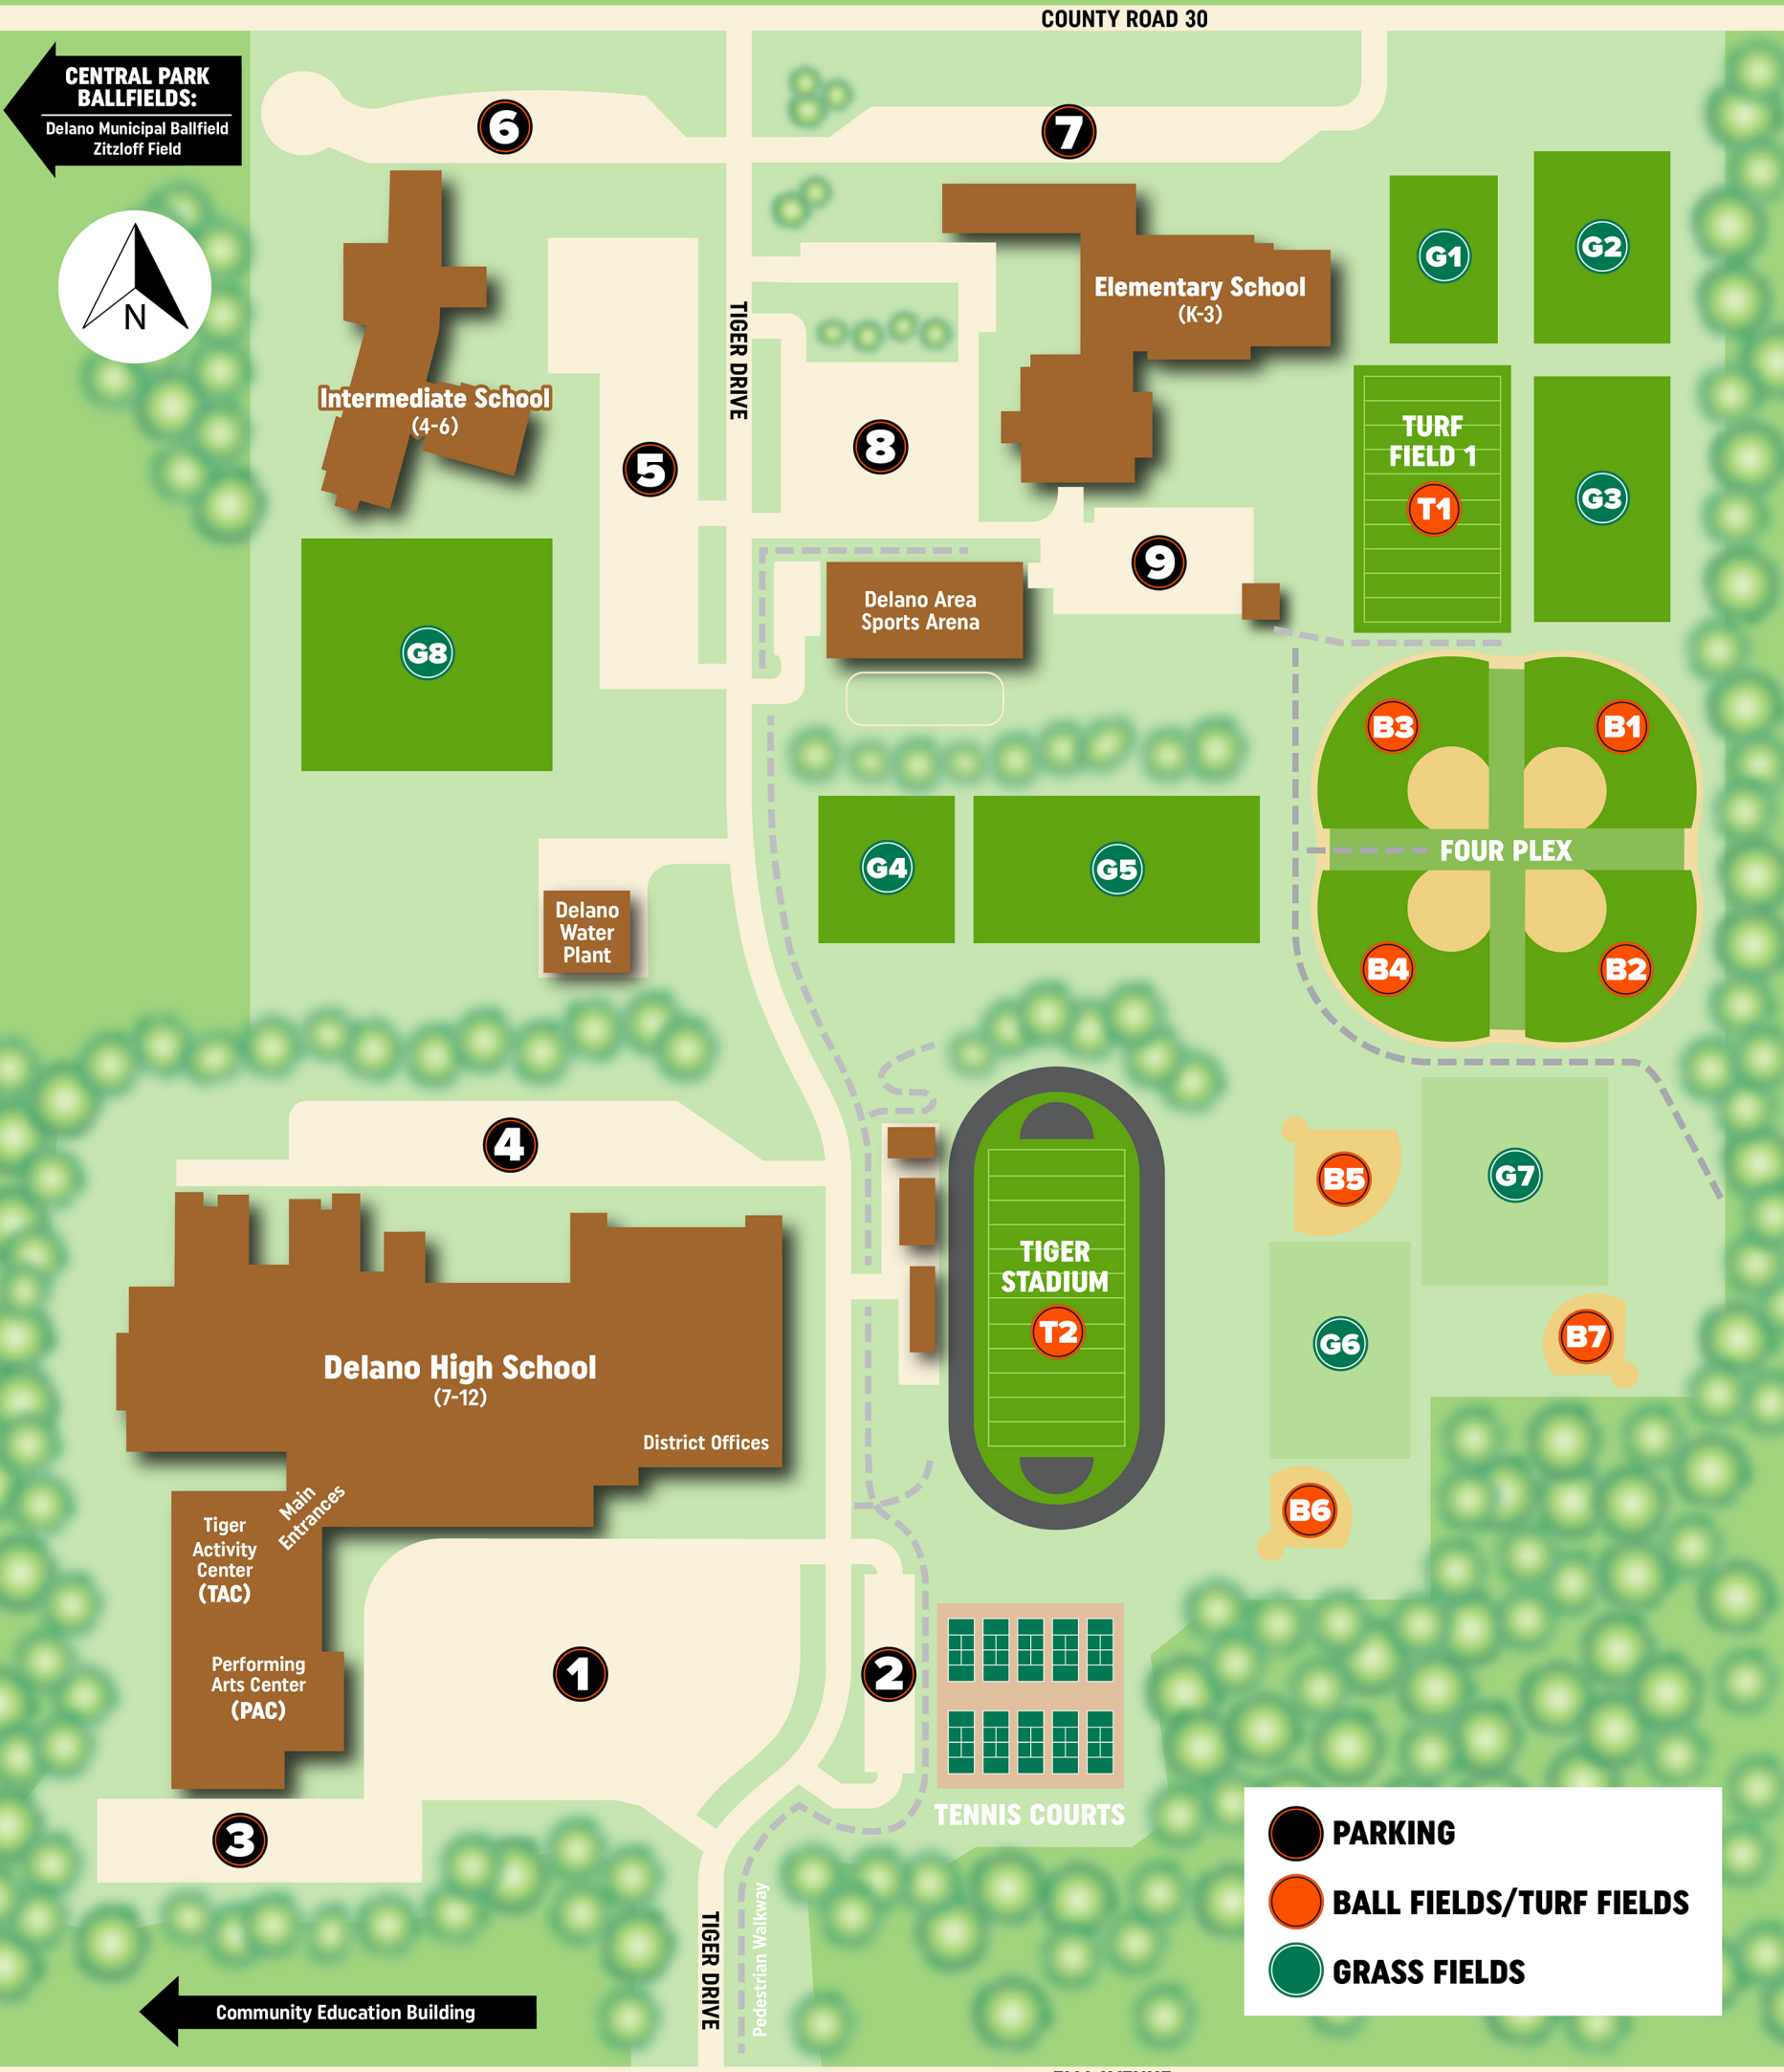 COUNTY ROAD 30
CENTRAL PARK
BALLFIELDS:
Delano Municipal Ballfield
Zitzloff Field
6
7
N
G1
G2
Elementary School
(K-3)
TIGER DRIVE
Intermediate School
(4-6)
5
8
TURF
FIELD 1
T1
G3
9
Delano Area
Sports Arena
G8
B3
B1
G4
G5
FOUR PLEX
Delano
Water
Plant
B4
B2
4
B5
G7
TIGER
STADIUM
T2
G6
B7
Delano High School
(7-12)
District Offices
Main
Entrances
Tiger
Activity
Center
(TAC)
B6
Performing
Arts Center
(PAC)
1
2
TENNIS COURTS
3
TIGER DRIVE
Pedestrian Walkway
Community Education Building
PARKING
BALL FIELDS/TURF FIELDS
GRASS FIELDS